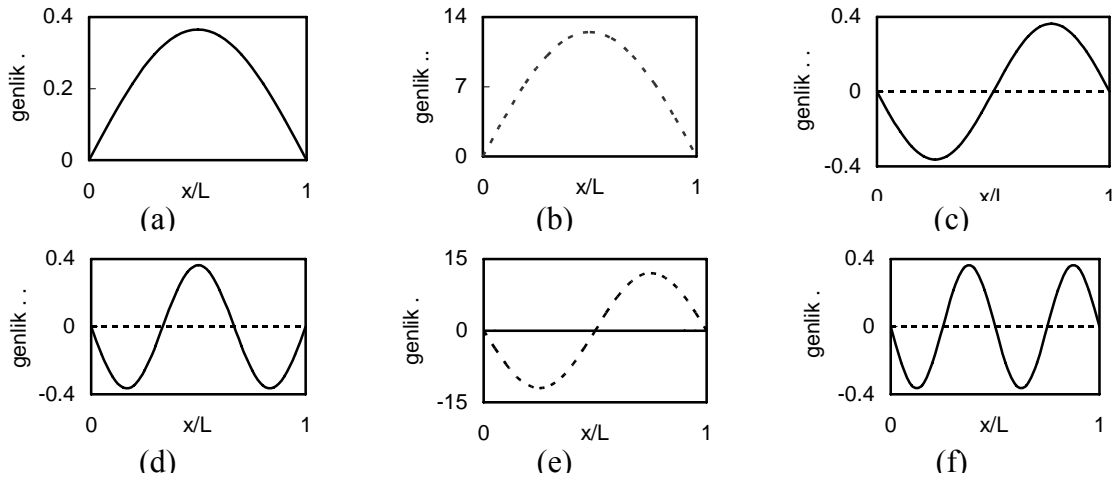 0.4
0.2
0
genlik .
0 x/L 1
(a)
14
7
0
genlik . .
0 x/L 1
(b)
0.4
0
-0.4
genlik . .
0 x/L 1
(c)
0.4
0
-0.4
genlik . .
0 x/L 1
(d)
15
0
-15
genlik .
0 x/L 1
(e)
0.4
0
-0.4
genlik .
0 x/L 1
(f)